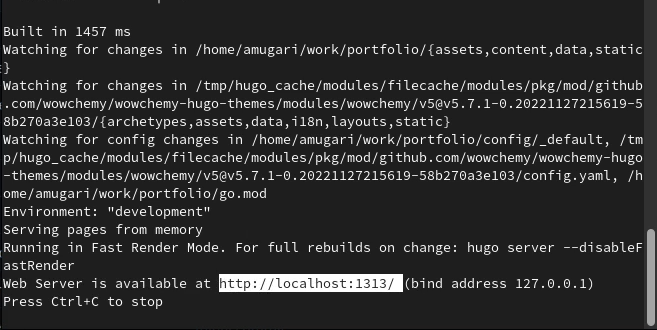 Built in 1457 ms
Watching for changes in /home/amugari/work/portfolio/{assets,content,data,static
}
Watching for changes in /tmp/hugo_cache/modules/filecache/modules/pkg/mod/github
.com/wowchemy/wowchemy-hugo-themes/modules/wowchemy/v5@v5.7.1-0.20221127215619-5
8b270a3e103/{archetypes,assets,data,i18n,layouts,static}
Watching for config changes in /home/amugari/work/portfolio/config/_default, /tm
p/hugo_cache/modules/filecache/modules/pkg/mod/github.com/wowchemy/wowchemy-hugo
-themes/modules/wowchemy/v5@v5.7.1-0.20221127215619-58b270a3e103/config.yaml, /h
ome/amugari/work/portfolio/go.mod
Environment: "development"
Serving pages from memory
Running in Fast Render Mode. For full rebuilds on change: hugo server --disableF
astRender
Web Server is available at http://localhost:1313/ (bind address 127.0.0.1)
Press Ctrl+C to stop